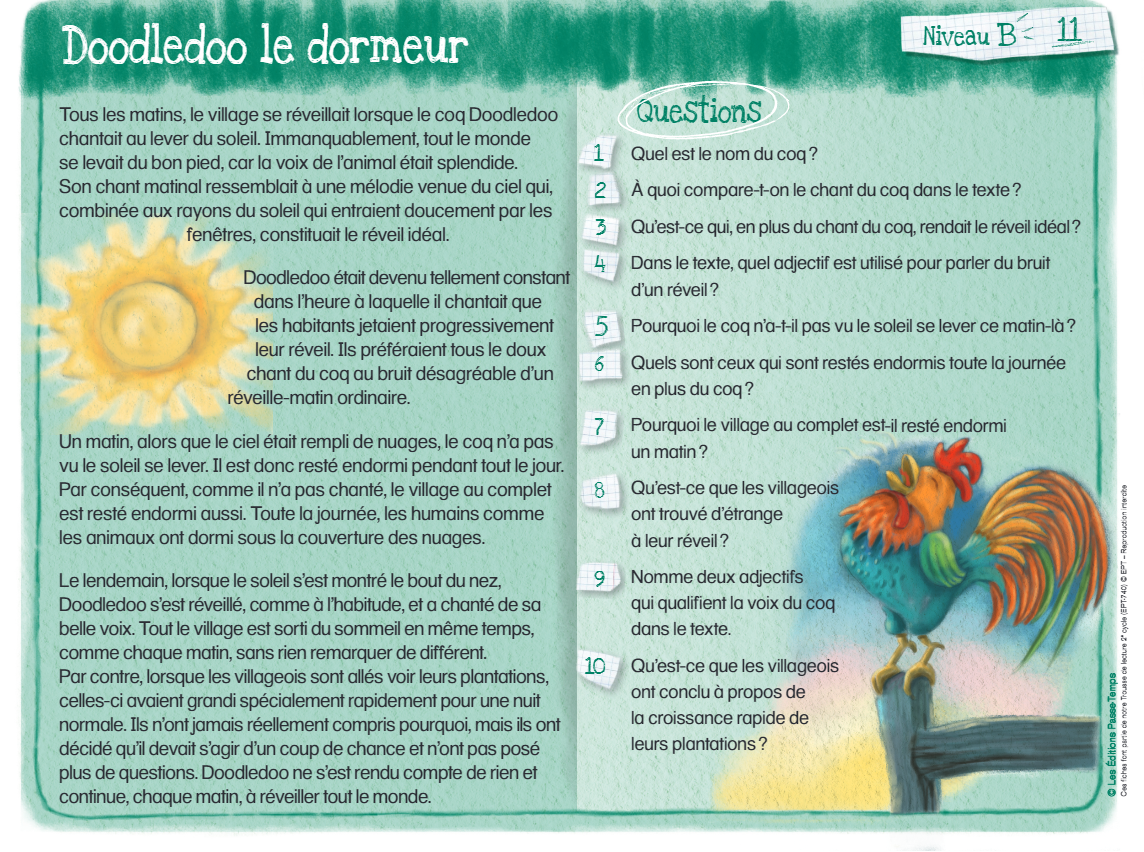 Doodledoo le dormeur
Niveau B 11
Tous les matins, le village se réveillait lorsque le coq Doodledoo
chantait au lever du soleil. Immanquablement, tout le monde
se levait du bon pied, car la voix de l'animal était splendide.
Son chant matinal ressemblait à une mélodie venue du ciel qui,
combinée aux rayons du soleil qui entraient doucement par les
fenêtres, constituait le réveil idéal.
Doodledoo était devenu tellement constant
dans l'heure à laquelle il chantait que
les habitants jetaient progressivement
leur réveil. Ils préféraient tous le doux
chant du coq au bruit désagréable d'un
réveille-matin ordinaire.
Un matin, alors que le ciel était rempli de nuages, le coq n'a pas
vu le soleil se lever. Il est donc resté endormi pendant tout le jour.
Par conséquent, comme il n'a pas chanté, le village au complet
est resté endormi aussi. Toute la journée, les humains comme
les animaux ont dormi sous la couverture des nuages.
Le lendemain, lorsque le soleil s'est montré le bout du nez,
Doodledoo s'est réveillé, comme à l'habitude, et a chanté de sa
belle voix. Tout le village est sorti du sommeil en même temps,
comme chaque matin, sans rien remarquer de différent.
Par contre, lorsque les villageois sont allés voir leurs plantations,
celles-ci avaient grandi spécialement rapidement pour une nuit
normale. Ils n'ont jamais réellement compris pourquoi, mais ils ont
décidé qu'il devait s'agir d'un coup de chance et n'ont pas posé
plus de questions. Doodledoo ne s'est rendu compte de rien et
continue, chaque matin, à réveiller tout le monde.
Questions
1 Quel est le nom du coq ?
2 À quoi compare-t-on le chant du coq dans le texte ?
3 Qu'est-ce qui, en plus du chant du coq, rendait le réveil idéal ?
4 Dans le texte, quel adjectif est utilisé pour parler du bruit
d'un réveil ?
5 Pourquoi le coq n'a-t-il pas vu le soleil se lever ce matin-là ?
6 Quels sont ceux qui sont restés endormis toute la journée
en plus du coq ?
7 Pourquoi le village au complet est-il resté endormi
un matin ?
8 Qu'est-ce que les villageois
ont trouvé d'étrange
à leur réveil ?
9 Nomme deux adjectifs
qui qualifient la voix du coq
dans le texte.
10 Qu'est-ce que les villageois
ont conclu à propos de
la croissance rapide de
leurs plantations ?
© Les Éditions Passe-Temps
Ces fiches font partie de notre Trousse de lecture 2e cycle (EPT-740) © EPT – Reproduction interdite